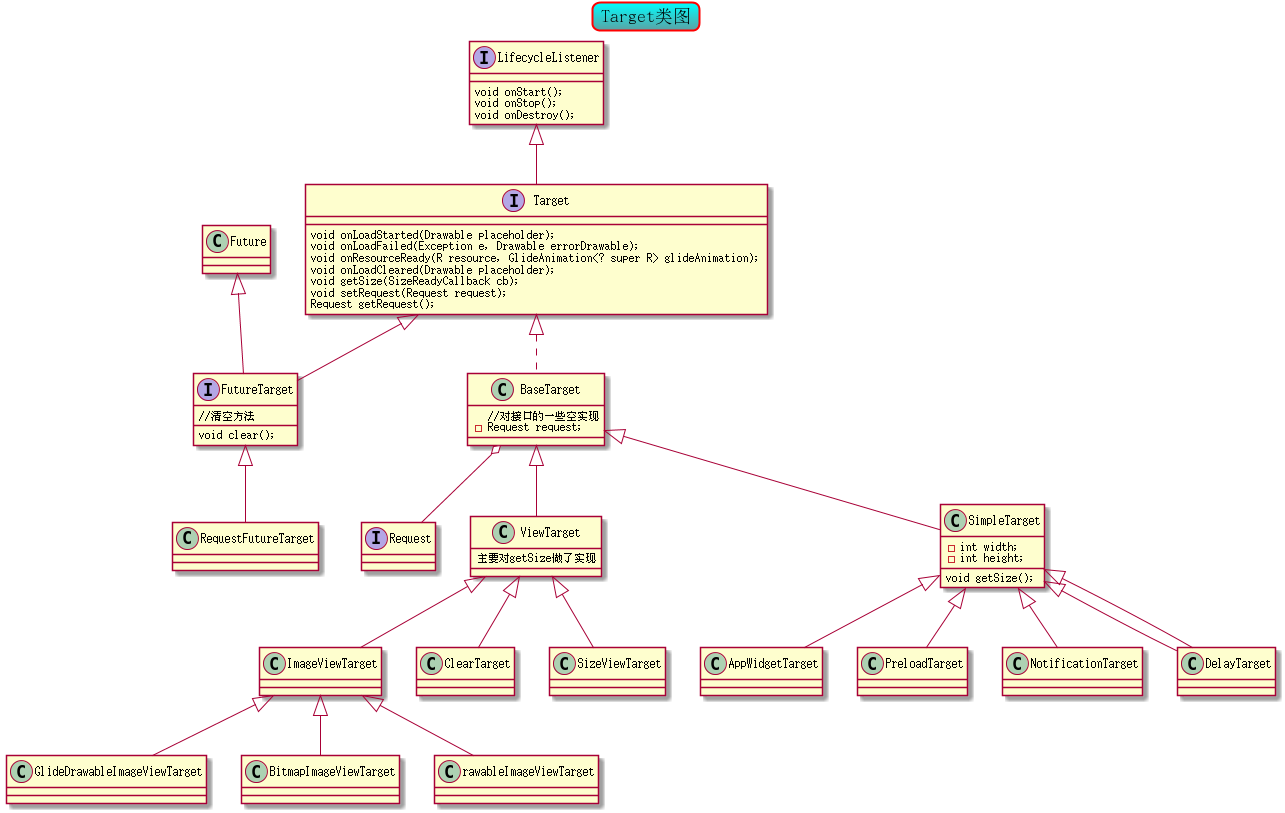 Target类图
I LifecycleListener
void onStart();
void onStop();
void onDestroy();
I Target
void onLoadStarted(Drawable placeholder);
void onLoadFailed(Exception e, Drawable errorDrawable);
void onResourceReady(R resource, GlideAnimation<? super R> glideAnimation);
void onLoadCleared(Drawable placeholder);
void getSize(SizeReadyCallback cb);
void setRequest(Request request);
Request getRequest();
C Future
I FutureTarget
//清空方法
void clear();
C BaseTarget
//对接口的一些空实现
Request request;
C RequestFutureTarget
I Request
C ViewTarget
主要对getSize做了实现
C SimpleTarget
int width;
int height;
void getSize();
C ImageViewTarget
C ClearTarget
C SizeViewTarget
C AppWidgetTarget
C PreloadTarget
C NotificationTarget
C DelayTarget
C GlideDrawableImageViewTarget
C BitmapImageViewTarget
C rawableImageViewTarget